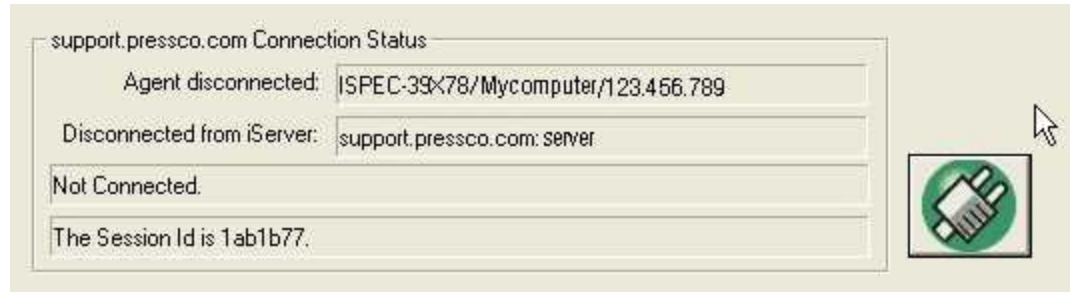 support.pressco.com Connection Status
Agent disconnected: ISPEC-39X78/Mycomputer/123.456.789
Disconnected from iServer: support.pressco.com: server
Not Connected.
The Session Id is 1ab1b77.